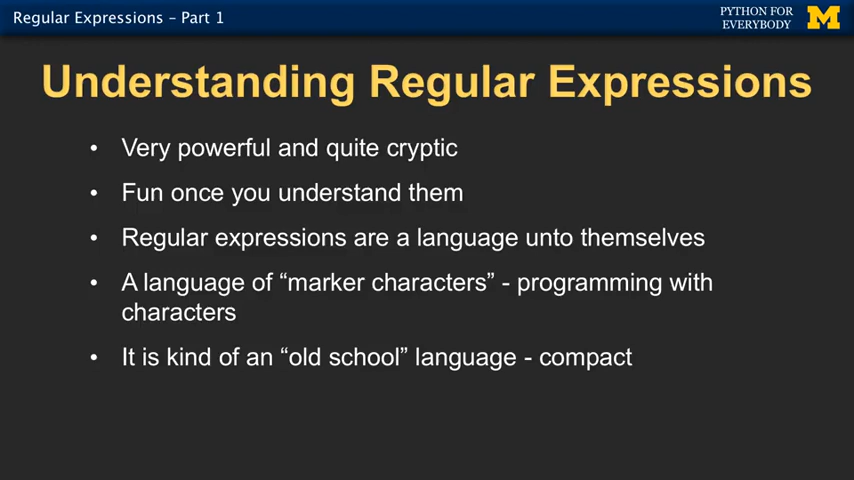 Regular Expressions – Part 1
PYTHON FOR
EVERYBODY
Understanding Regular Expressions
• Very powerful and quite cryptic
• Fun once you understand them
• Regular expressions are a language unto themselves
• A language of “marker characters” - programming with
characters
• It is kind of an “old school” language - compact